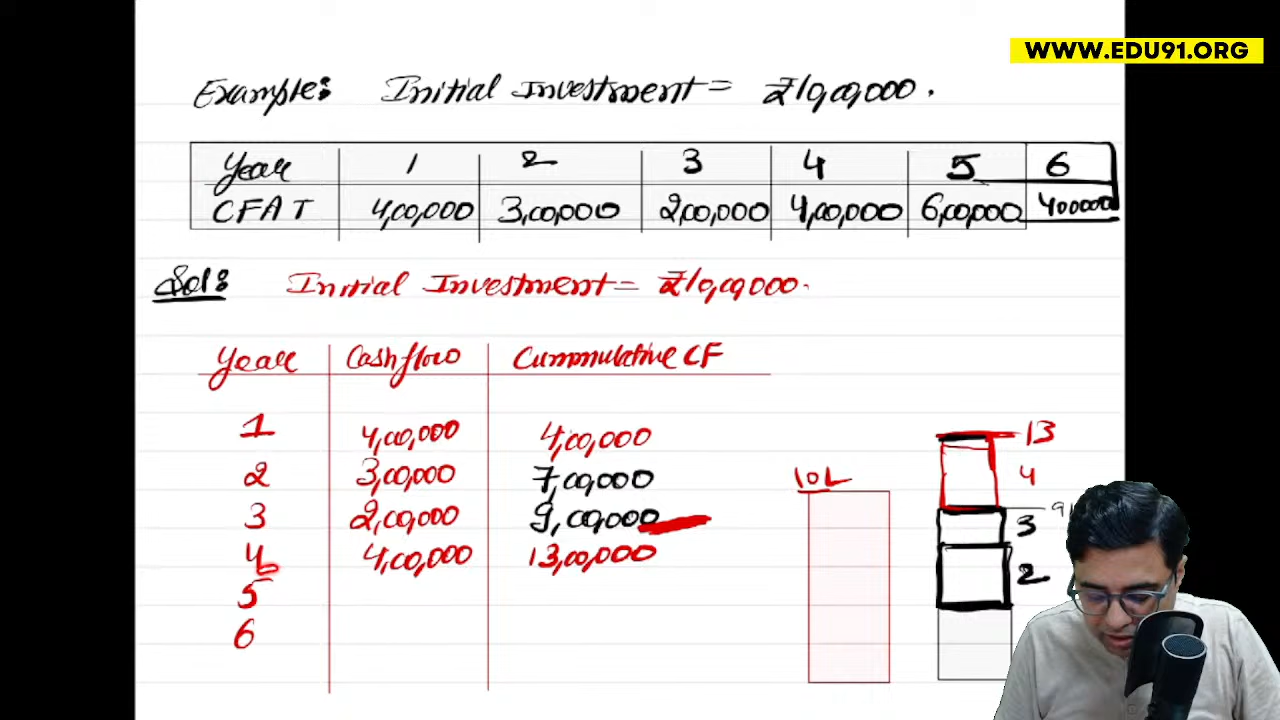 WWW.EDU91.ORG
Example: Initial Investment = ₹10,00,000.
Year 1 2 3 4 5 6
CFAT 4,00,000 3,00,000 2,00,000 4,00,000 6,00,000 400000
Sol: Initial Investment = ₹10,00,000.
Year Cashflow Cummulative CF
1 4,00,000 4,00,000
2 3,00,000 7,00,000
3 2,00,000 9,00,000
4 4,00,000 13,00,000
5
6
10L
13
4
9
3
2